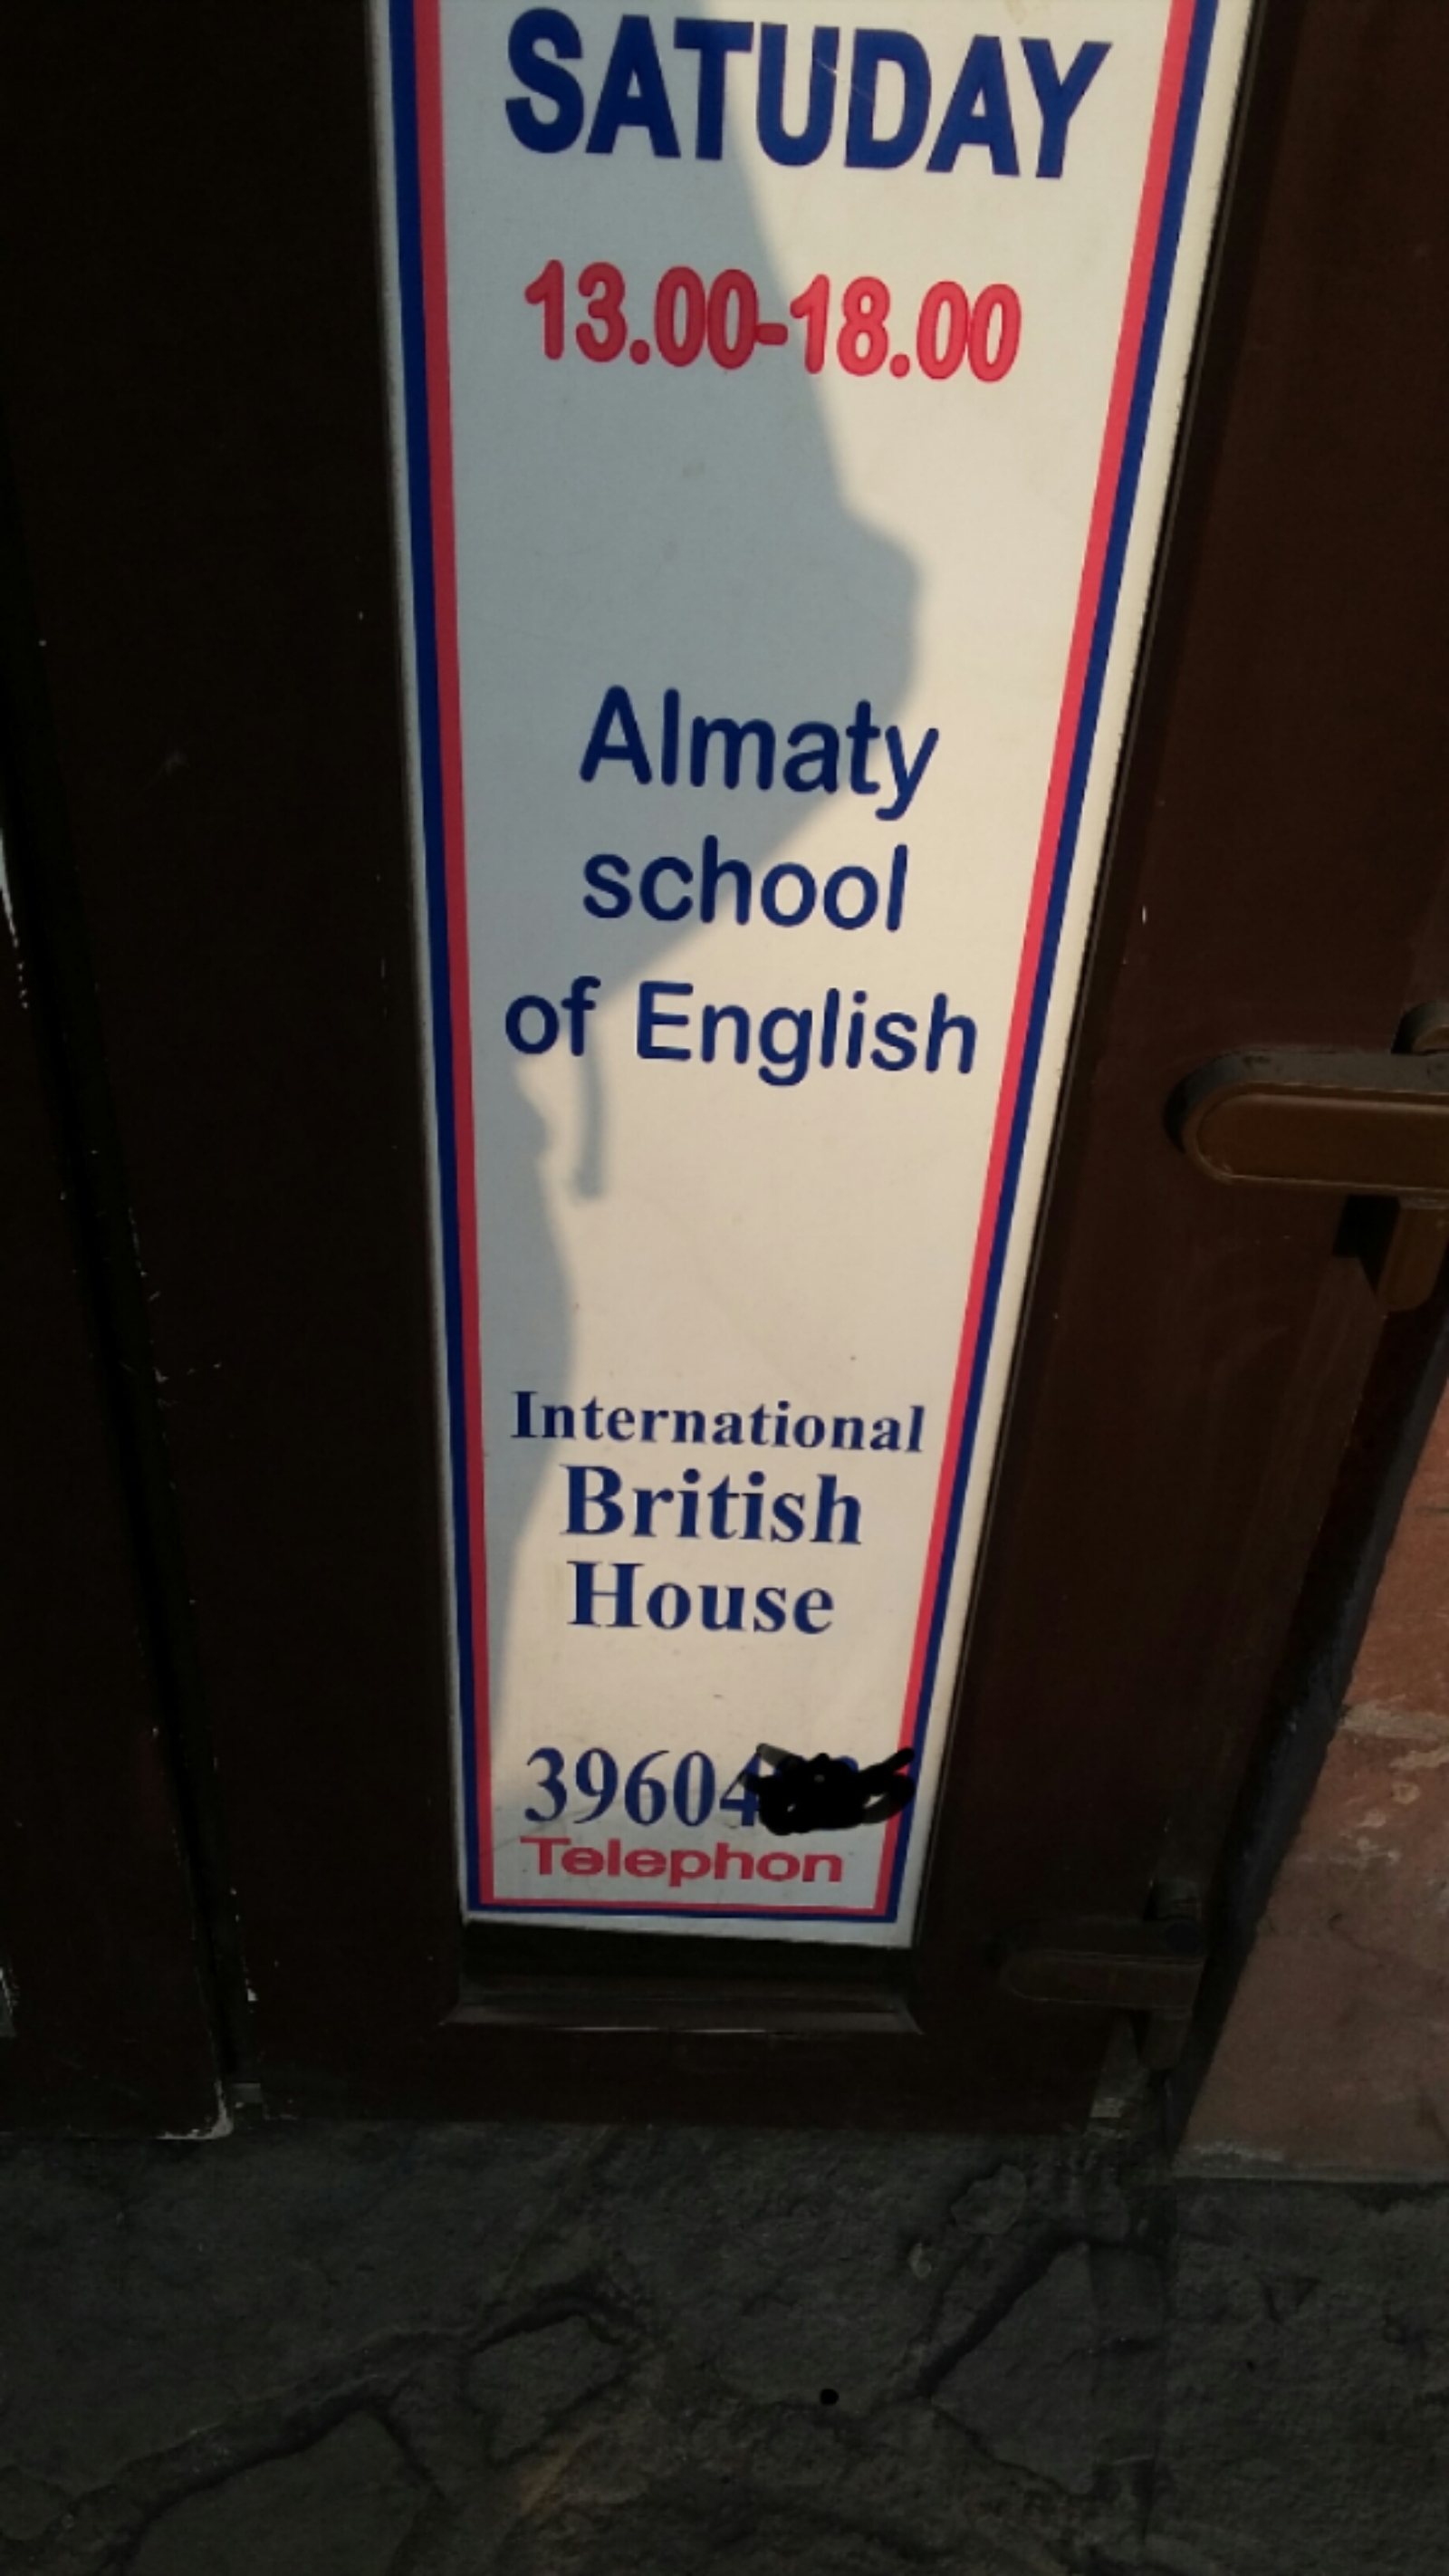 SATUDAY
13.00-18.00
Almaty
school
of English
International
British
House
39604
Telephon